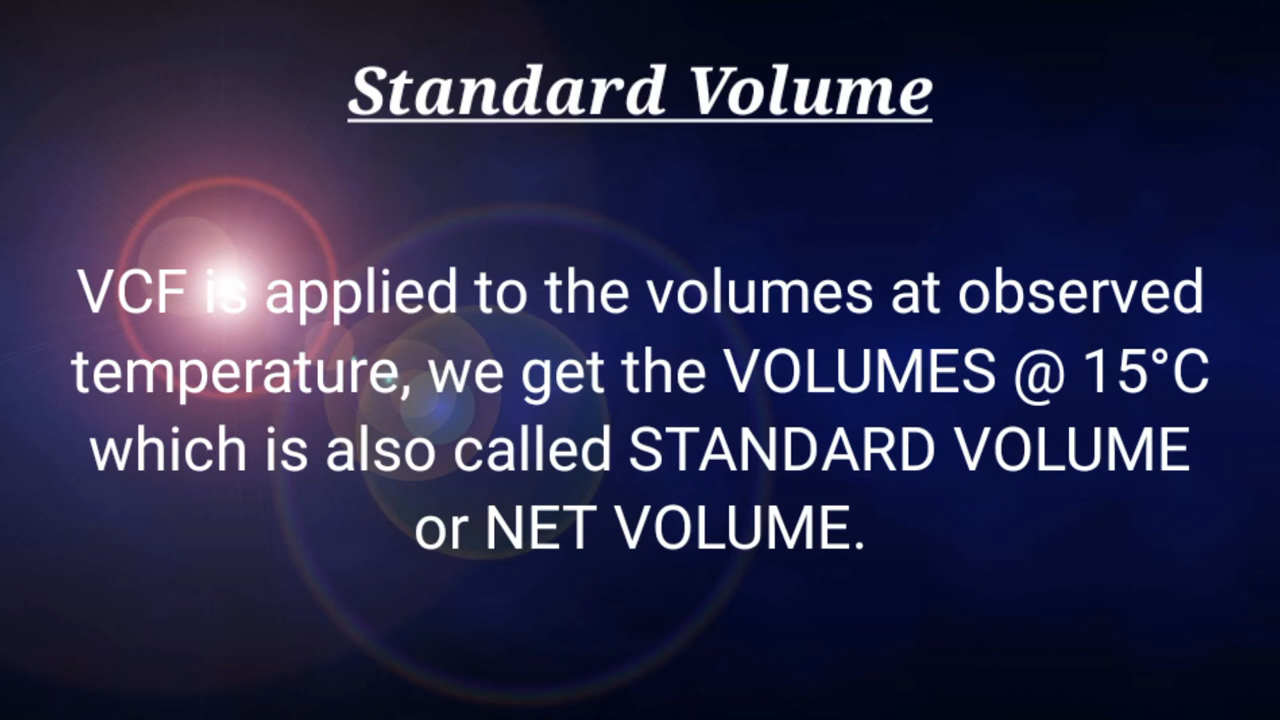 Standard Volume
VCF is applied to the volumes at observed
temperature, we get the VOLUMES @ 15°C
which is also called STANDARD VOLUME
or NET VOLUME.